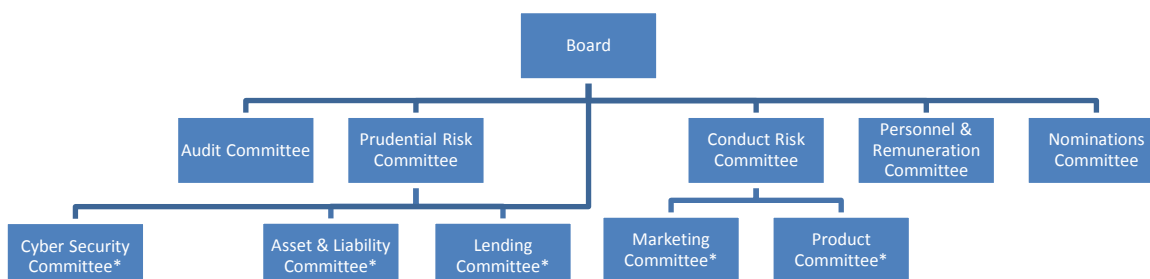 Board
Audit Committee
Prudential Risk
Committee
Conduct Risk
Committee
Personnel &
Remuneration
Committee
Nominations
Committee
Cyber Security
Committee*
Asset & Liability
Committee*
Lending
Committee*
Marketing
Committee*
Product
Committee*